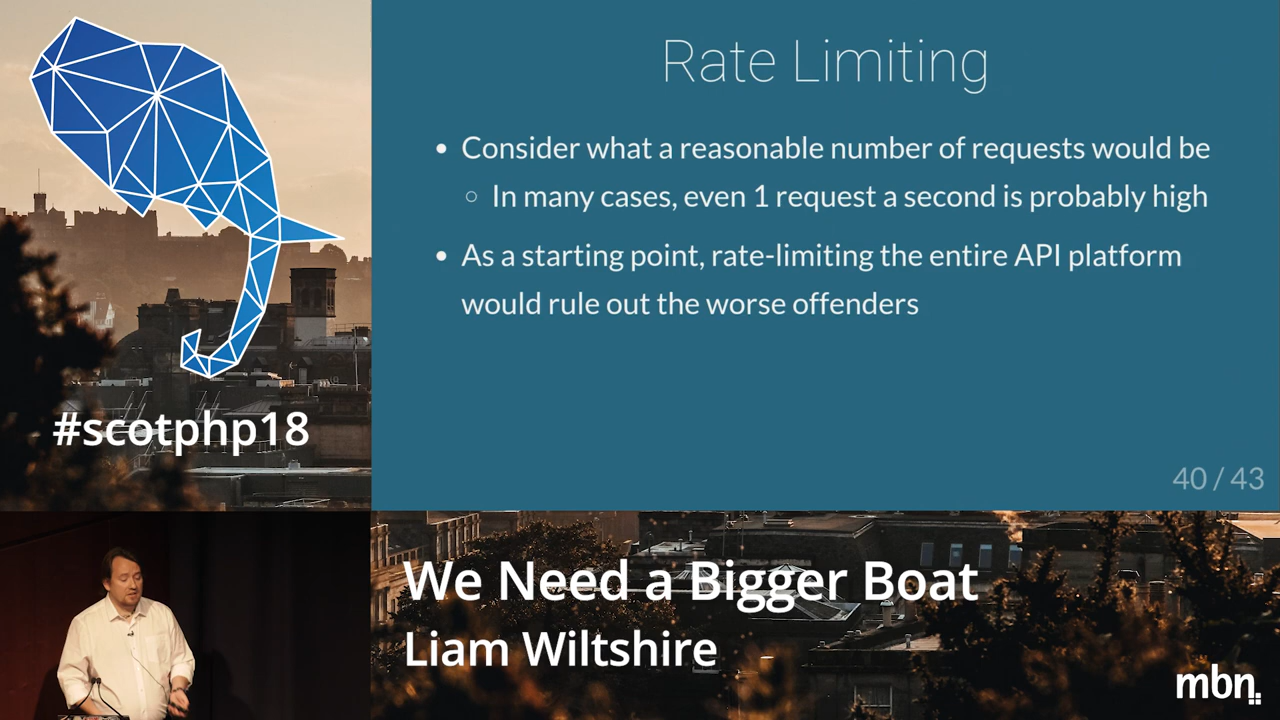 Rate Limiting
• Consider what a reasonable number of requests would be
○ In many cases, even 1 request a second is probably high
• As a starting point, rate-limiting the entire API platform
would rule out the worse offenders
40 / 43
#scotphp18
We Need a Bigger Boat
Liam Wiltshire
mbn